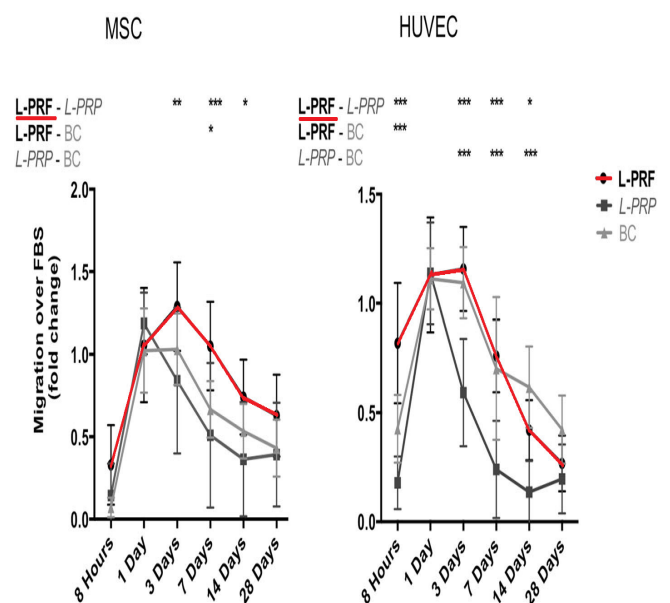 MSC
L-PRF - L-PRP ** *** *
L-PRF - BC *
L-PRP - BC
Migration over FBS
(fold change)
2.0
1.5
1.0
0.5
0.0
8 Hours
1 Day
3 Days
7 Days
14 Days
28 Days
HUVEC
L-PRF - L-PRP *** *** *** *
L-PRF - BC ***
L-PRP - BC *** *** ***
1.5
1.0
0.5
0.0
8 Hours
1 Day
3 Days
7 Days
14 Days
28 Days
L-PRF
L-PRP
BC